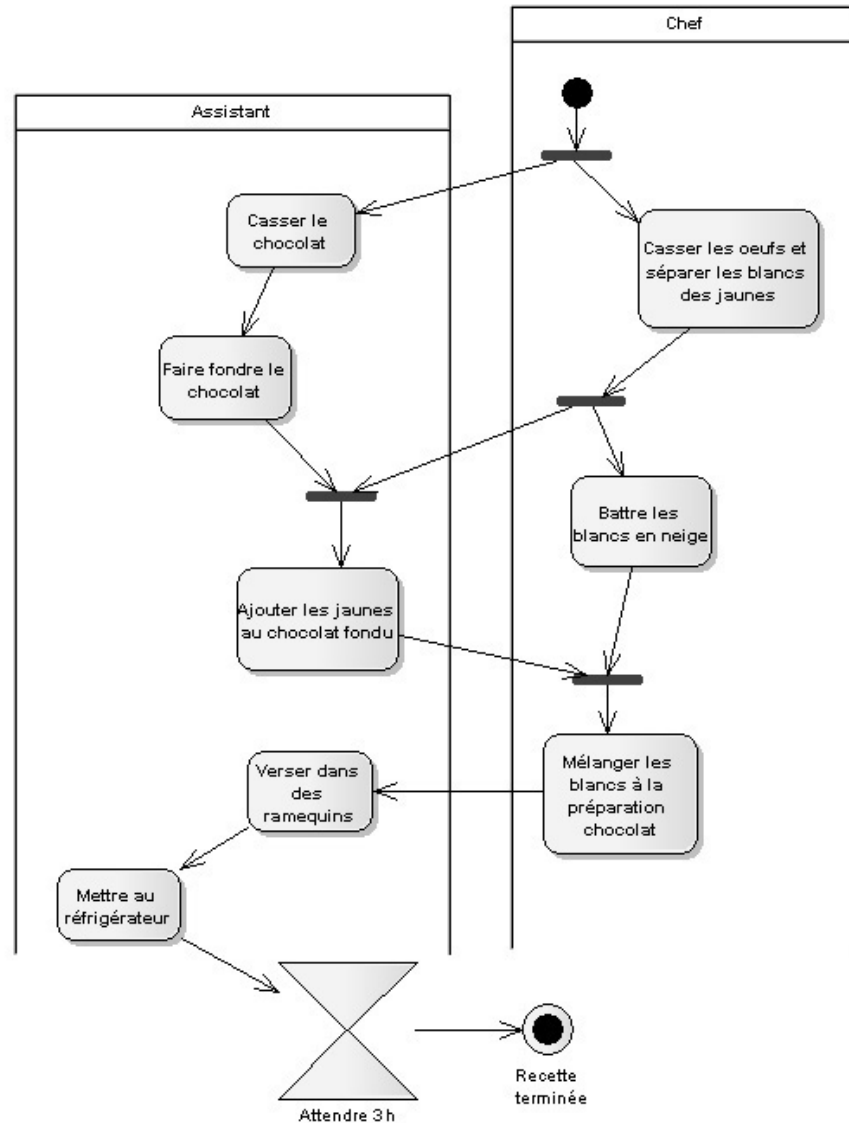 Chef
Assistant
Casser le
chocolat
Casser les oeufs et
séparer les blancs
des jaunes
Faire fondre le
chocolat
Battre les
blancs en neige
Ajouter les jaunes
au chocolat fondu
Mélanger les
blancs à la
préparation
chocolat
Verser dans
des
ramequins
Mettre au
réfrigérateur
Attendre 3 h
Recette
terminée